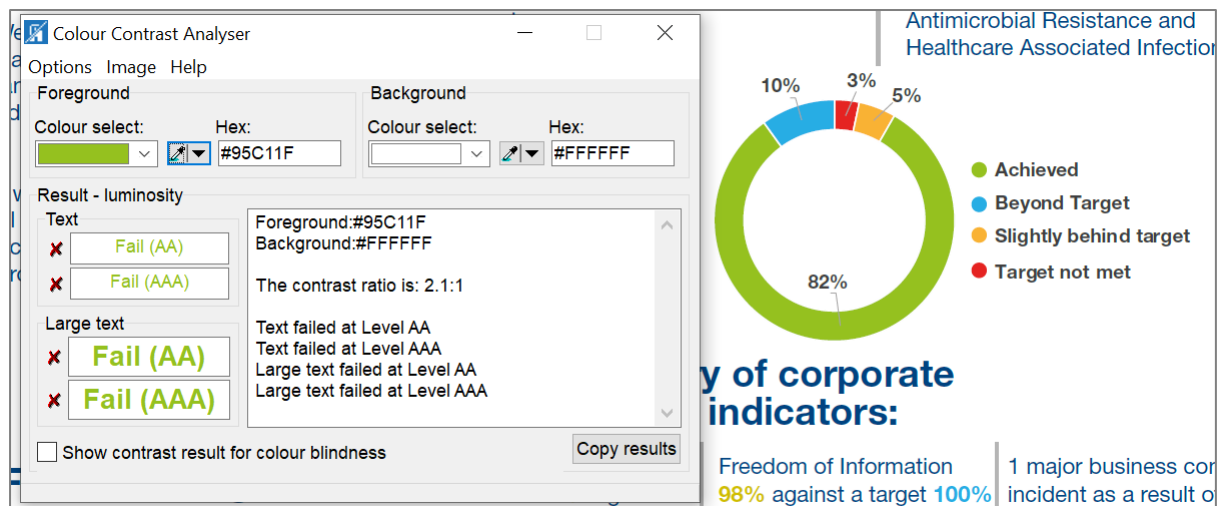 Colour Contrast Analyser
Options Image Help
Foreground
Colour select: Hex:
#95C11F
Background
Colour select: Hex:
#FFFFFF
Result - luminosity
Text
Fail (AA)
Fail (AAA)
Large text
Fail (AA)
Fail (AAA)
Foreground:#95C11F
Background:#FFFFFF
The contrast ratio is: 2.1:1
Text failed at Level AA
Text failed at Level AAA
Large text failed at Level AA
Large text failed at Level AAA
Show contrast result for colour blindness
Copy results
Antimicrobial Resistance and
Healthcare Associated Infection
10%
3%
5%
82%
Achieved
Beyond Target
Slightly behind target
Target not met
y of corporate
indicators:
Freedom of Information
98% against a target 100%
1 major business con
incident as a result of